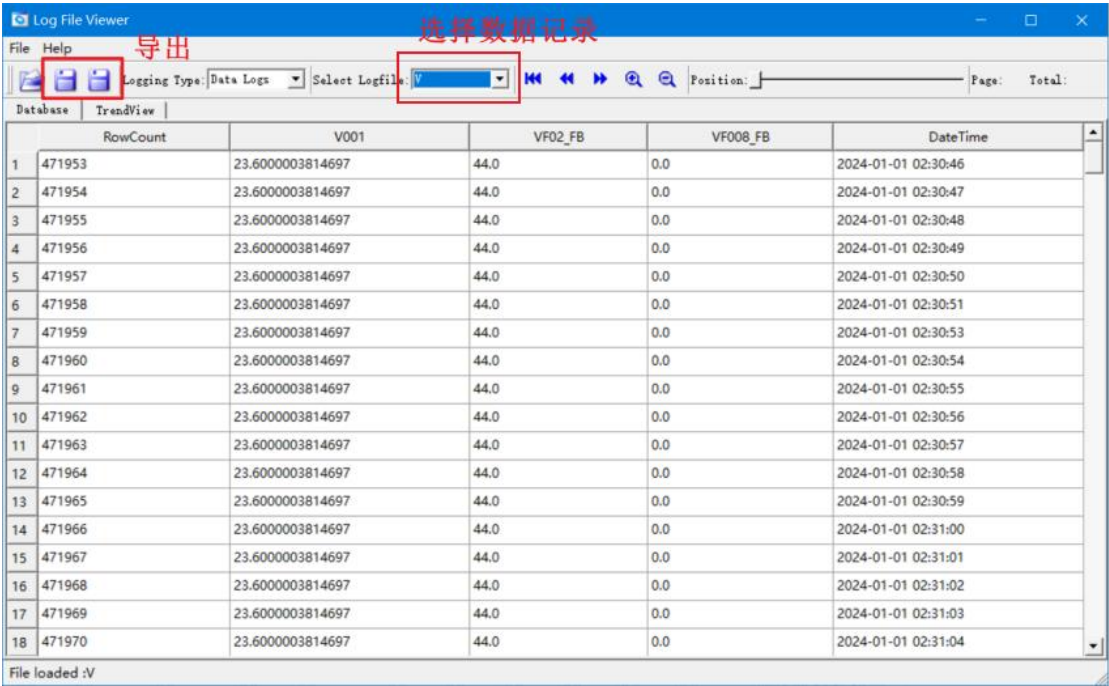 Log File Viewer
选择数据记录
File Help
导出
Logging Type: Data Logs Select Logfile: V Position: Page: Total:
Database TrendView
RowCount V001 VF02_FB VF008_FB DateTime
1 471953 23.6000003814697 44.0 0.0 2024-01-01 02:30:46
2 471954 23.6000003814697 44.0 0.0 2024-01-01 02:30:47
3 471955 23.6000003814697 44.0 0.0 2024-01-01 02:30:48
4 471956 23.6000003814697 44.0 0.0 2024-01-01 02:30:49
5 471957 23.6000003814697 44.0 0.0 2024-01-01 02:30:50
6 471958 23.6000003814697 44.0 0.0 2024-01-01 02:30:51
7 471959 23.6000003814697 44.0 0.0 2024-01-01 02:30:53
8 471960 23.6000003814697 44.0 0.0 2024-01-01 02:30:54
9 471961 23.6000003814697 44.0 0.0 2024-01-01 02:30:55
10 471962 23.6000003814697 44.0 0.0 2024-01-01 02:30:56
11 471963 23.6000003814697 44.0 0.0 2024-01-01 02:30:57
12 471964 23.6000003814697 44.0 0.0 2024-01-01 02:30:58
13 471965 23.6000003814697 44.0 0.0 2024-01-01 02:30:59
14 471966 23.6000003814697 44.0 0.0 2024-01-01 02:31:00
15 471967 23.6000003814697 44.0 0.0 2024-01-01 02:31:01
16 471968 23.6000003814697 44.0 0.0 2024-01-01 02:31:02
17 471969 23.6000003814697 44.0 0.0 2024-01-01 02:31:03
18 471970 23.6000003814697 44.0 0.0 2024-01-01 02:31:04
File loaded :V